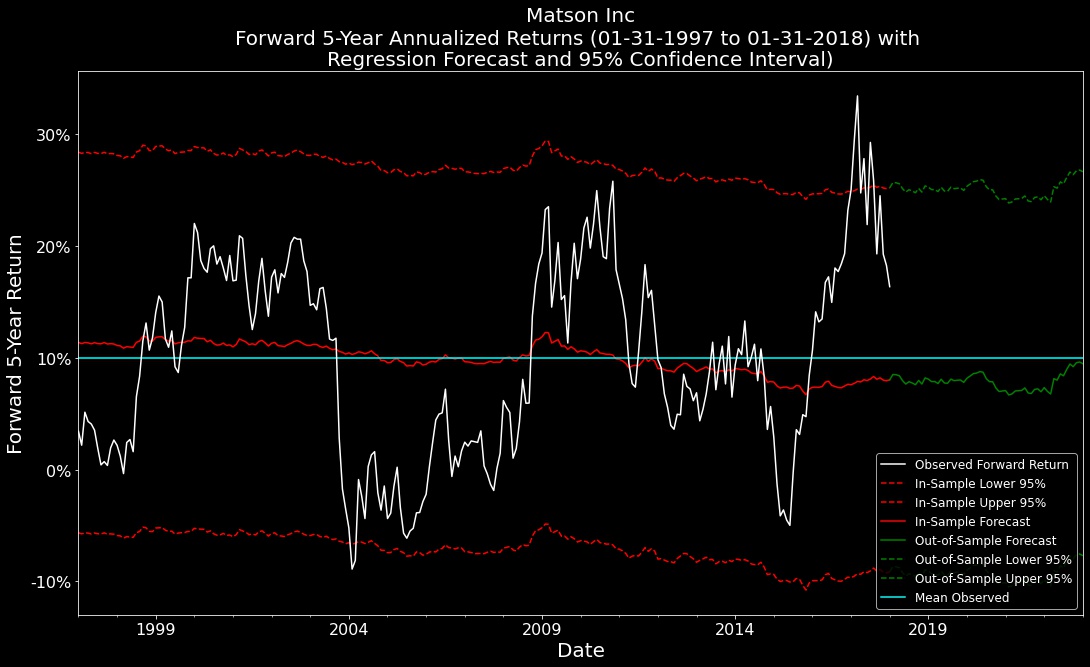 Matson Inc
Forward 5-Year Annualized Returns (01-31-1997 to 01-31-2018) with
Regression Forecast and 95% Confidence Interval)
Forward 5-Year Return
30%
20%
10%
0%
-10%
Observed Forward Return
In-Sample Lower 95%
In-Sample Upper 95%
In-Sample Forecast
Out-of-Sample Forecast
Out-of-Sample Lower 95%
Out-of-Sample Upper 95%
Mean Observed
1999
2004
2009
2014
2019
Date